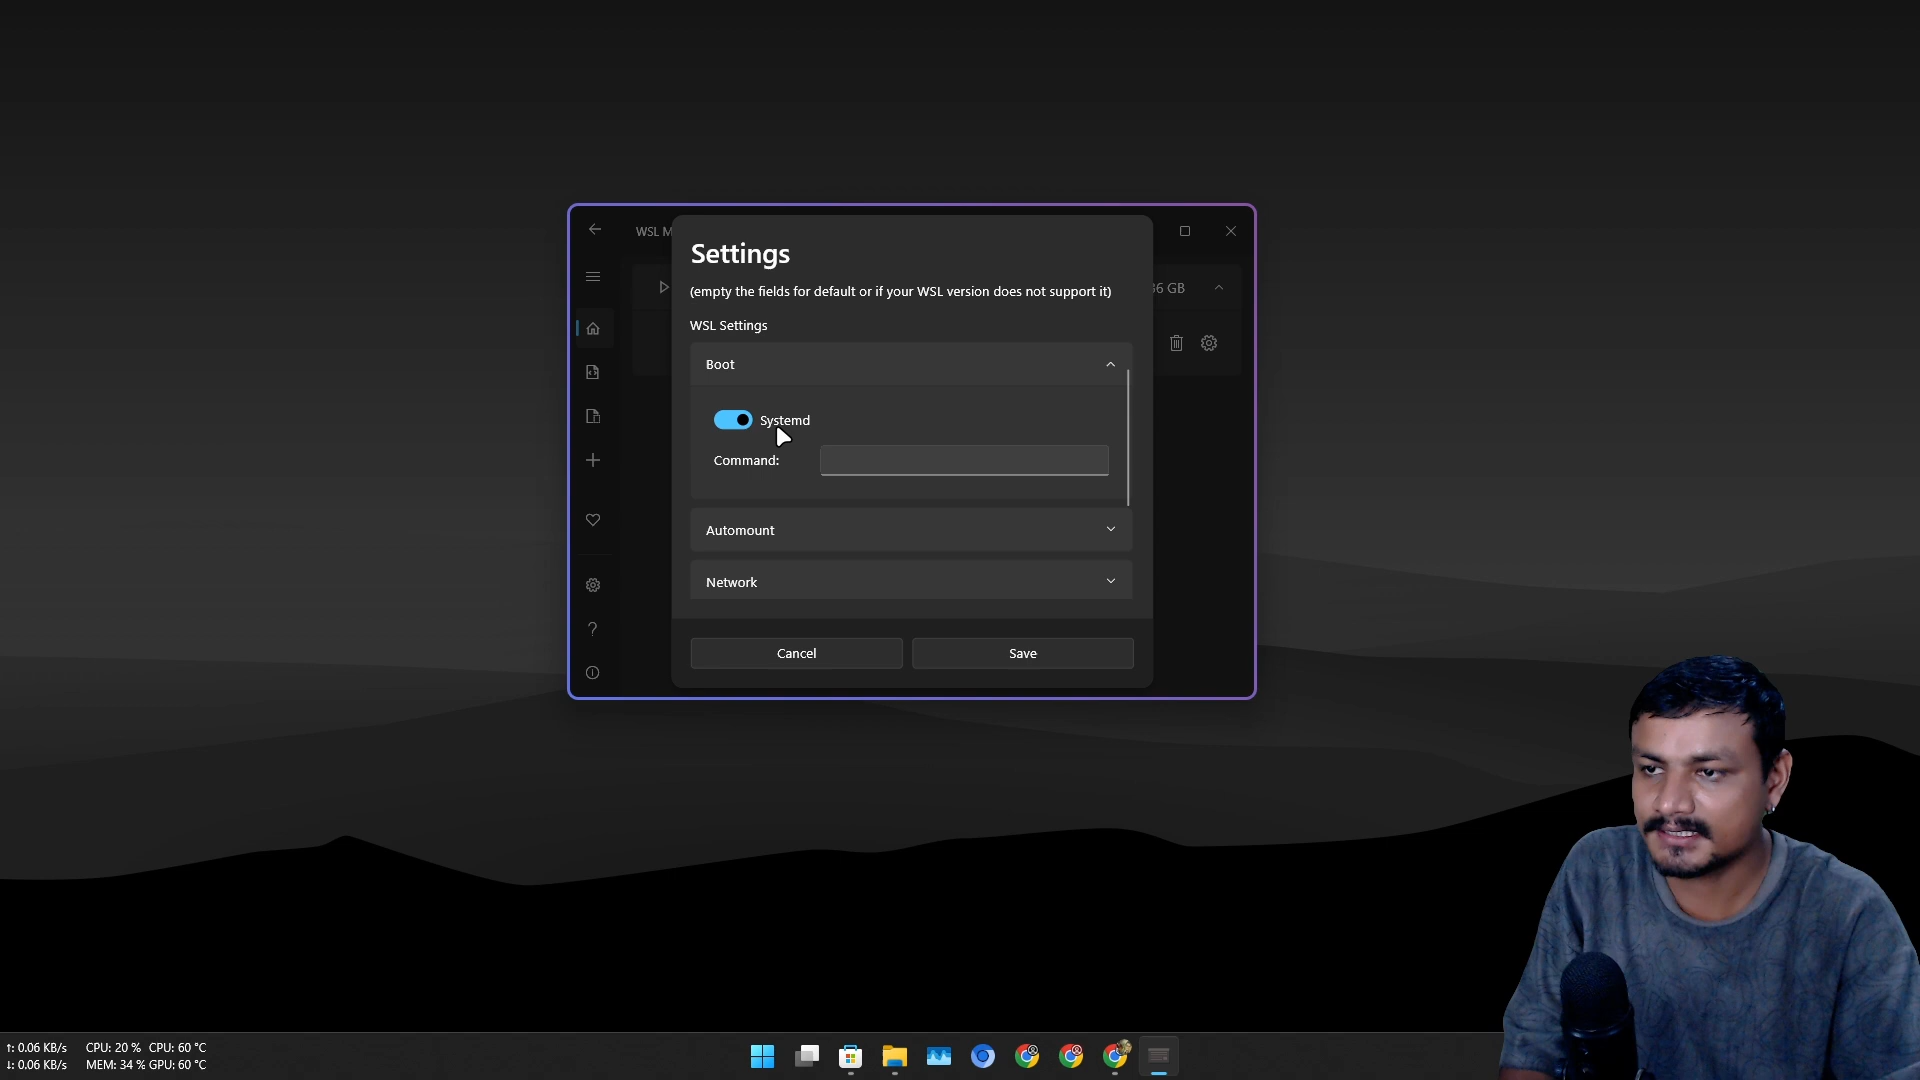 WSL M
Settings
(empty the fields for default or if your WSL version does not support it)
36 GB
WSL Settings
Boot
Systemd
Command:
Automount
Network
Cancel
Save
↑: 0.06 KB/s CPU: 20 % CPU: 60 °C
↓: 0.06 KB/s MEM: 34 % GPU: 60 °C